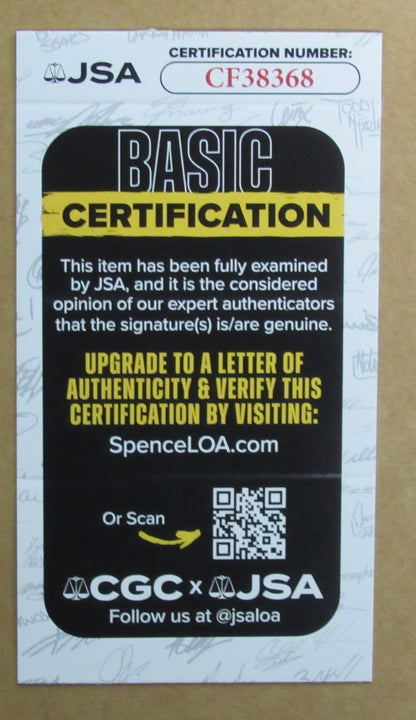 JSA
CERTIFICATION NUMBER:
CF38368
BASIC
CERTIFICATION
This item has been fully examined
by JSA, and it is the considered
opinion of our expert authenticators
that the signature(s) is/are genuine.
UPGRADE TO A LETTER OF
AUTHENTICITY & VERIFY THIS
CERTIFICATION BY VISITING:
SpenceLOA.com
Or Scan
CGC x JSA
Follow us at @jsaloa